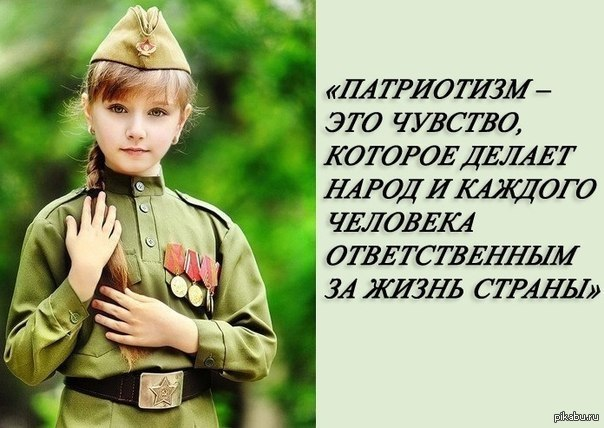 «ПАТРИОТИЗМ –
ЭТО ЧУВСТВО,
КОТОРОЕ ДЕЛАЕТ
НАРОД И КАЖДОГО
ЧЕЛОВЕКА
ОТВЕТСТВЕННЫМ
ЗА ЖИЗНЬ СТРАНЫ»
pikabu.ru